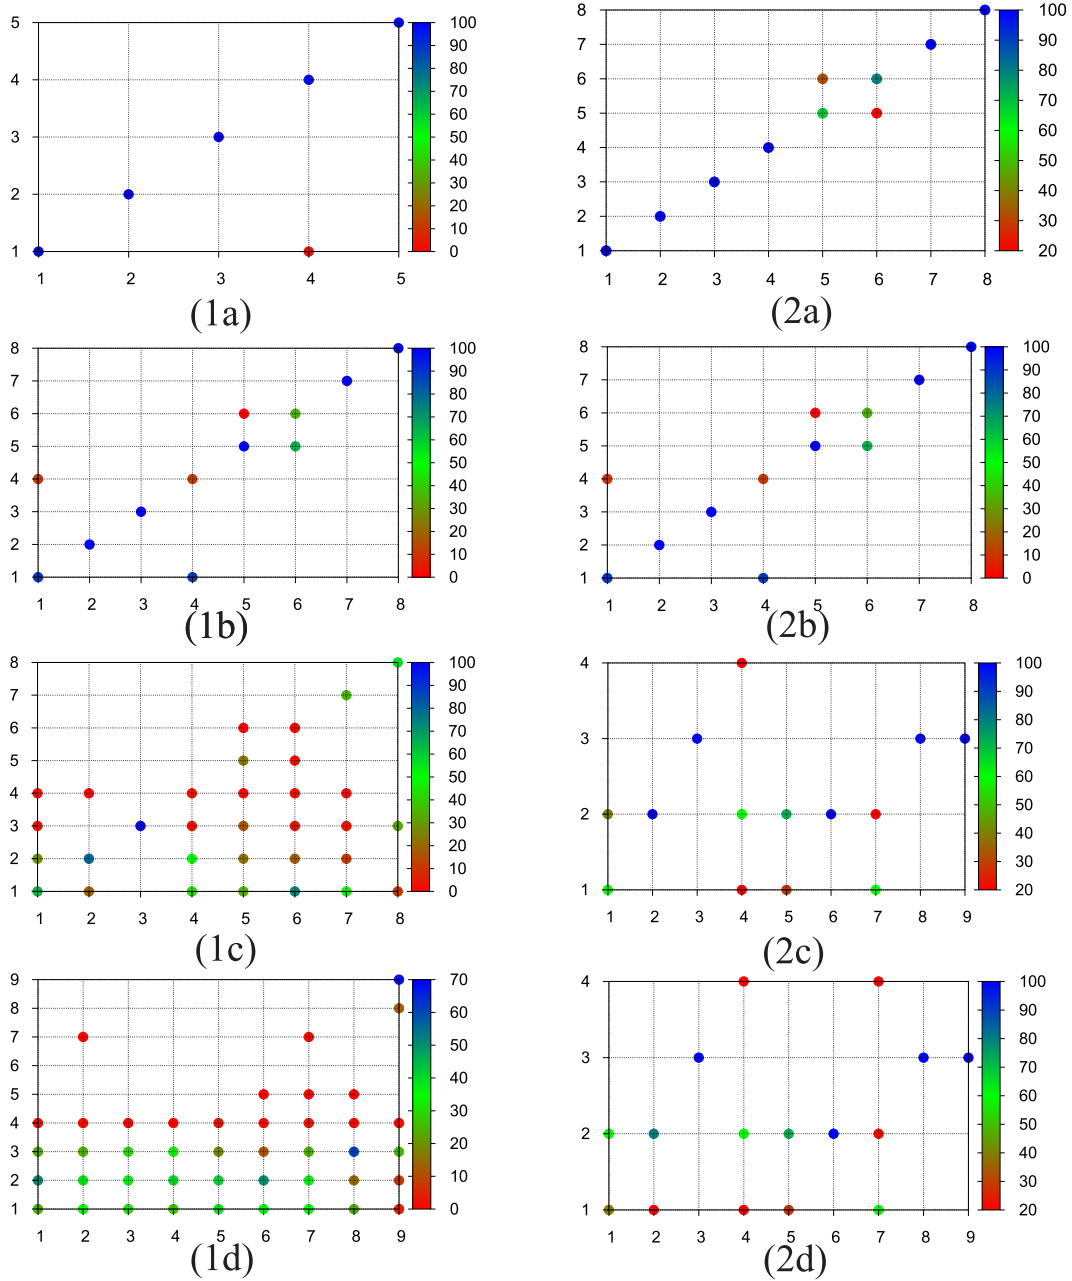 5 4 3 2 1
1 2 3 4 5
100 90 80 70 60 50 40 30 20 10 0
(1a)
8 7 6 5 4 3 2 1
1 2 3 4 5 6 7 8
100 90 80 70 60 50 40 30 20
(2a)
8 7 6 5 4 3 2 1
1 2 3 4 5 6 7 8
100 90 80 70 60 50 40 30 20 10 0
(1b)
8 7 6 5 4 3 2 1
1 2 3 4 5 6 7 8
100 90 80 70 60 50 40 30 20 10 0
(2b)
8 7 6 5 4 3 2 1
1 2 3 4 5 6 7 8
100 90 80 70 60 50 40 30 20 10 0
(1c)
4 3 2 1
1 2 3 4 5 6 7 8 9
100 90 80 70 60 50 40 30 20
(2c)
9 8 7 6 5 4 3 2 1
1 2 3 4 5 6 7 8 9
70 60 50 40 30 20 10 0
(1d)
4 3 2 1
1 2 3 4 5 6 7 8 9
100 90 80 70 60 50 40 30 20
(2d)